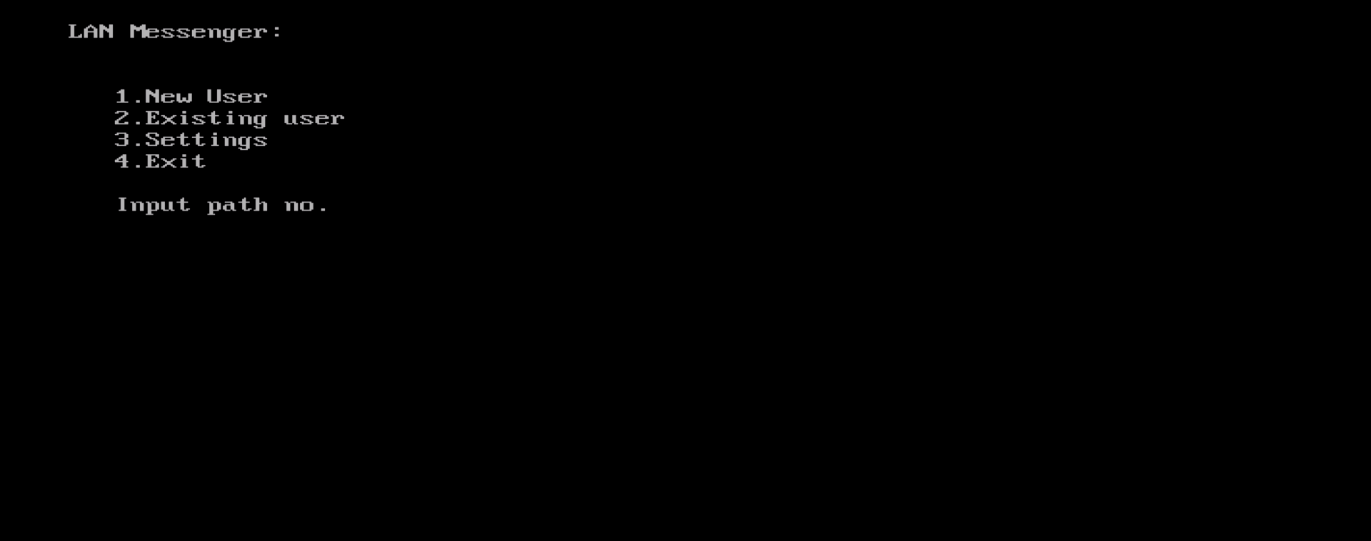 LAN Messenger:
1.New User
2.Existing user
3.Settings
4.Exit
Input path no.